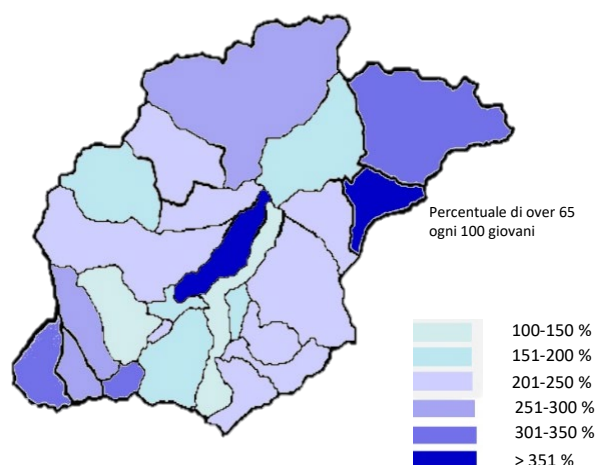 Percentuale di over 65
ogni 100 giovani
100-150 %
151-200 %
201-250 %
251-300 %
301-350 %
> 351 %